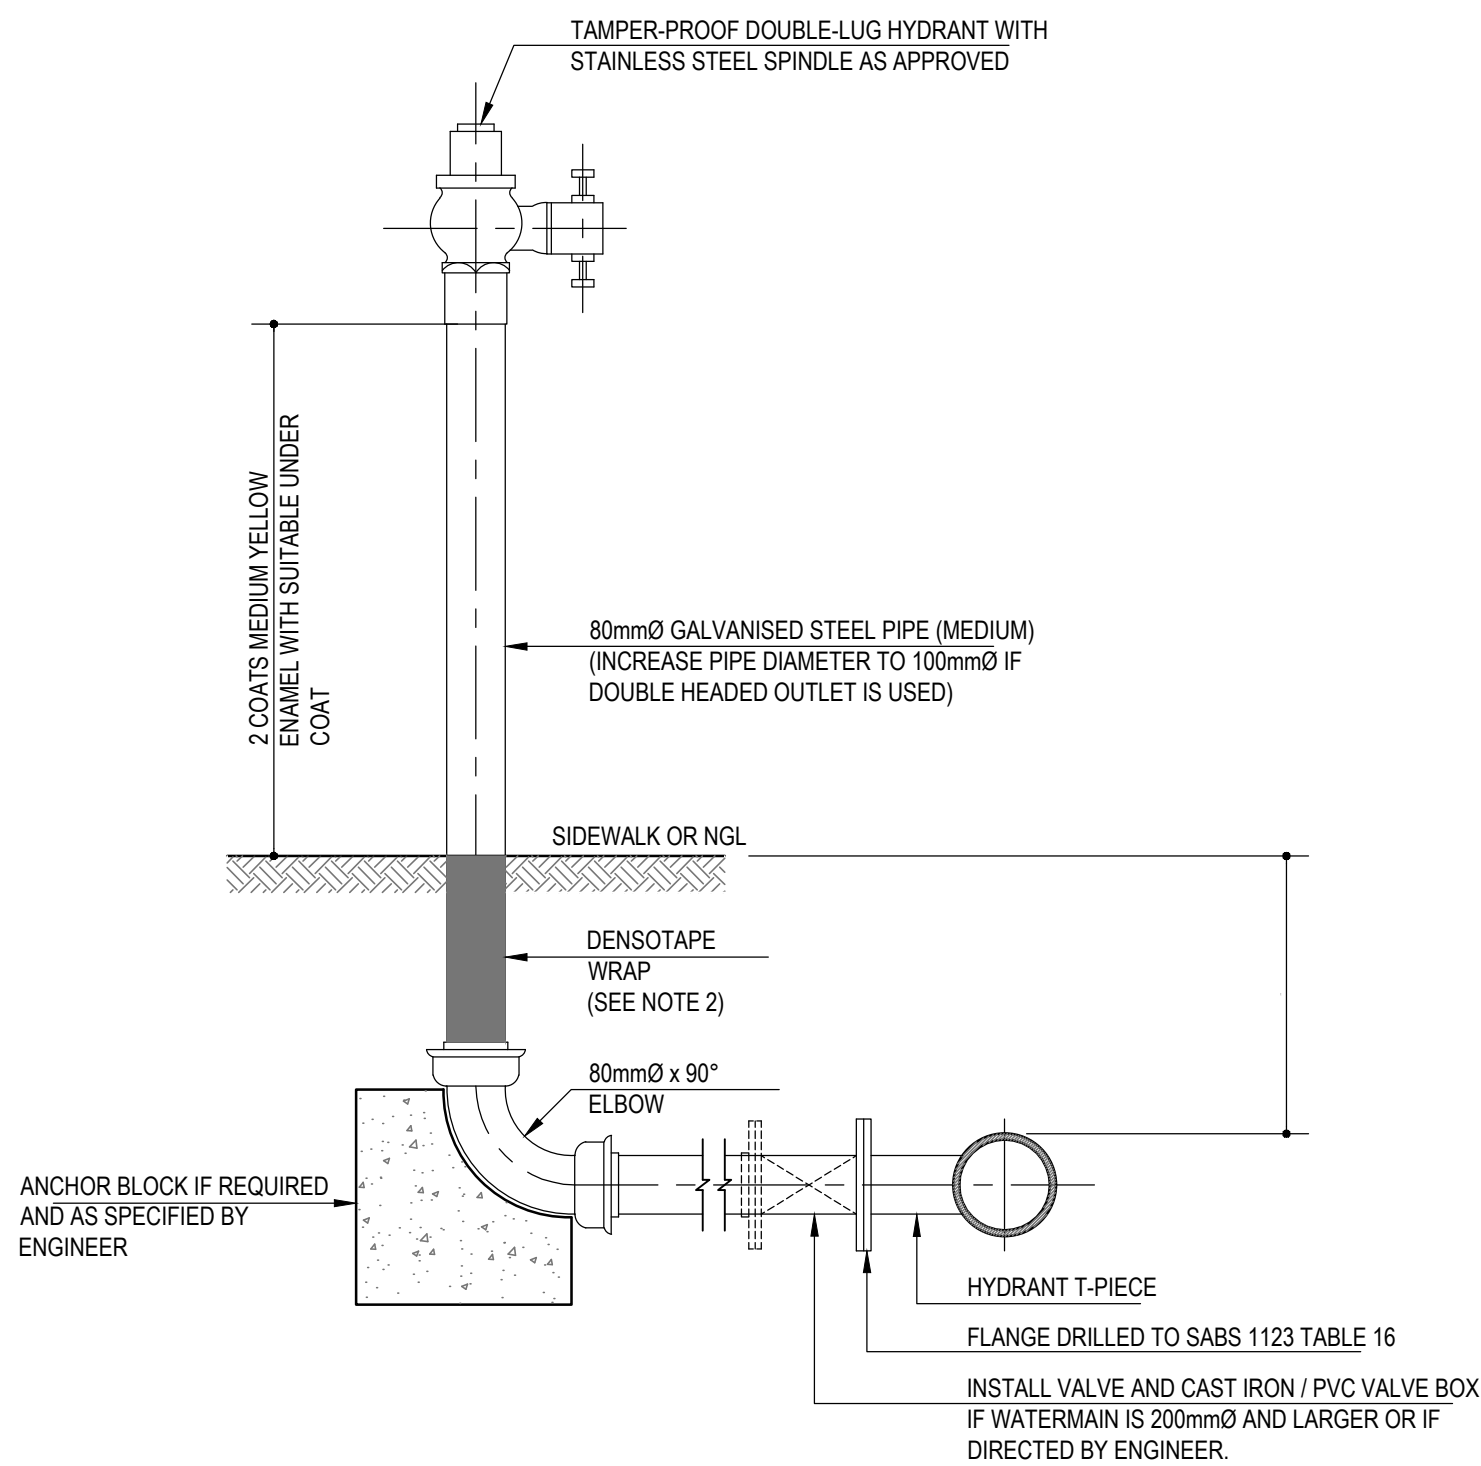 TAMPER-PROOF DOUBLE-LUG HYDRANT WITH
STAINLESS STEEL SPINDLE AS APPROVED
2 COATS MEDIUM YELLOW
ENAMEL WITH SUITABLE UNDER
COAT
80mmØ GALVANISED STEEL PIPE (MEDIUM)
(INCREASE PIPE DIAMETER TO 100mmØ IF
DOUBLE HEADED OUTLET IS USED)
SIDEWALK OR NGL
DENSOTAPE
WRAP
(SEE NOTE 2)
80mmØ x 90°
ELBOW
ANCHOR BLOCK IF REQUIRED
AND AS SPECIFIED BY
ENGINEER
HYDRANT T-PIECE
FLANGE DRILLED TO SABS 1123 TABLE 16
INSTALL VALVE AND CAST IRON / PVC VALVE BOX
IF WATERMAIN IS 200mmØ AND LARGER OR IF
DIRECTED BY ENGINEER.